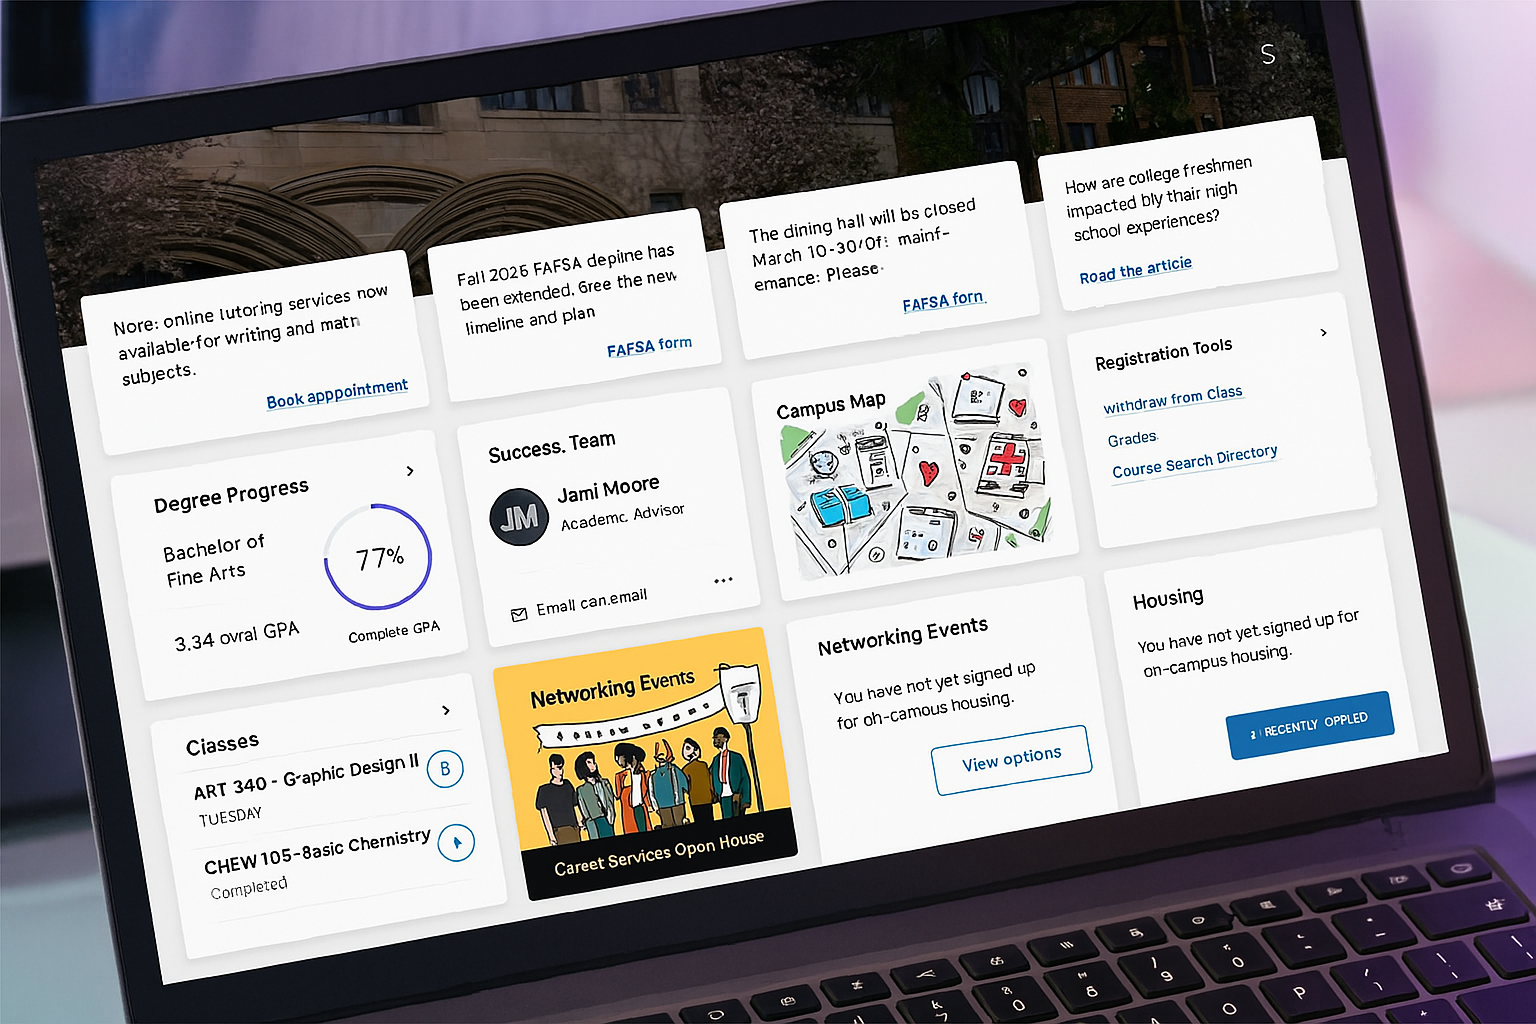 S
Nore: online lutoring services now
available for writing and matn
subjects.
Book apppointment
Fall 2026 FAFSA depline has
been extended. Gree the new
limeline and plan
FAFSA form
The dining hall will bs closed
March 10-30/Of: mainf-
emance: Please.
FAFSA forn
How are college freshmen
impacted bly thair nigh
school experiences?
Road the articie
Degree Progress
Bachelor of
Fine Arts
77%
3.34 ovral GPA
Complete GPA
Success. Team
JM
Jami Moore
Academc. Advisor
Emall can.email
Campus Map
Registration Tools
withdraw from Class
Grades
Course Search Directory
Ciasses
ART 340 - Graphic Design II
B
TUESDAY
CHEW 105-8asic Chernistry
Completed
Networking Events
Careet Services Opon House
Networking Events
You have not yet signed up
for oh-camous housing.
View options
Housing
You have not yet.signed up for
on-campus housing.
RECENTLY OPPLED